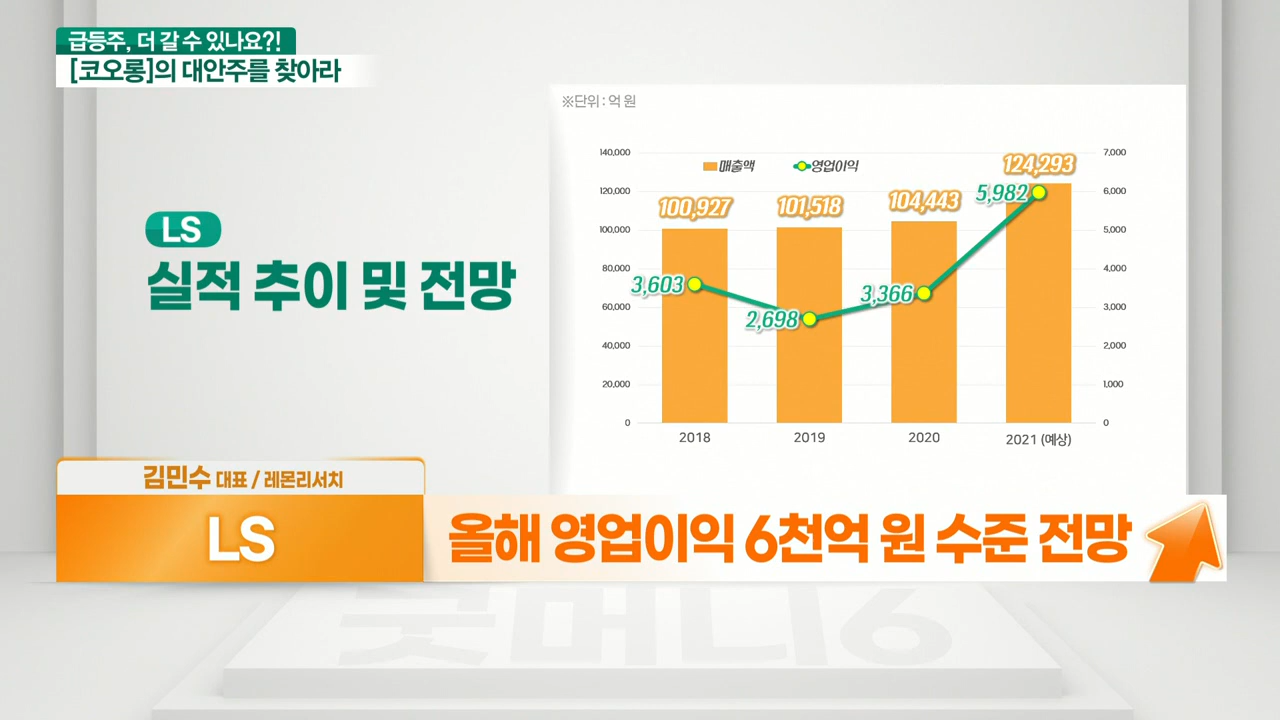 급등주, 더 갈 수 있나요?!
[코오롱]의 대안주를 찾아라
LS
실적 추이 및 전망
※단위 : 억 원
매출액 영업이익
140,000
120,000
100,000
80,000
60,000
40,000
20,000
0
7,000
6,000
5,000
4,000
3,000
2,000
1,000
0
100,927
101,518
104,443
124,293
3,603
2,698
3,366
5,982
2018 2019 2020 2021 (예상)
김민수 대표 / 레몬리서치
LS
올해 영업이익 6천억 원 수준 전망
굿머니6